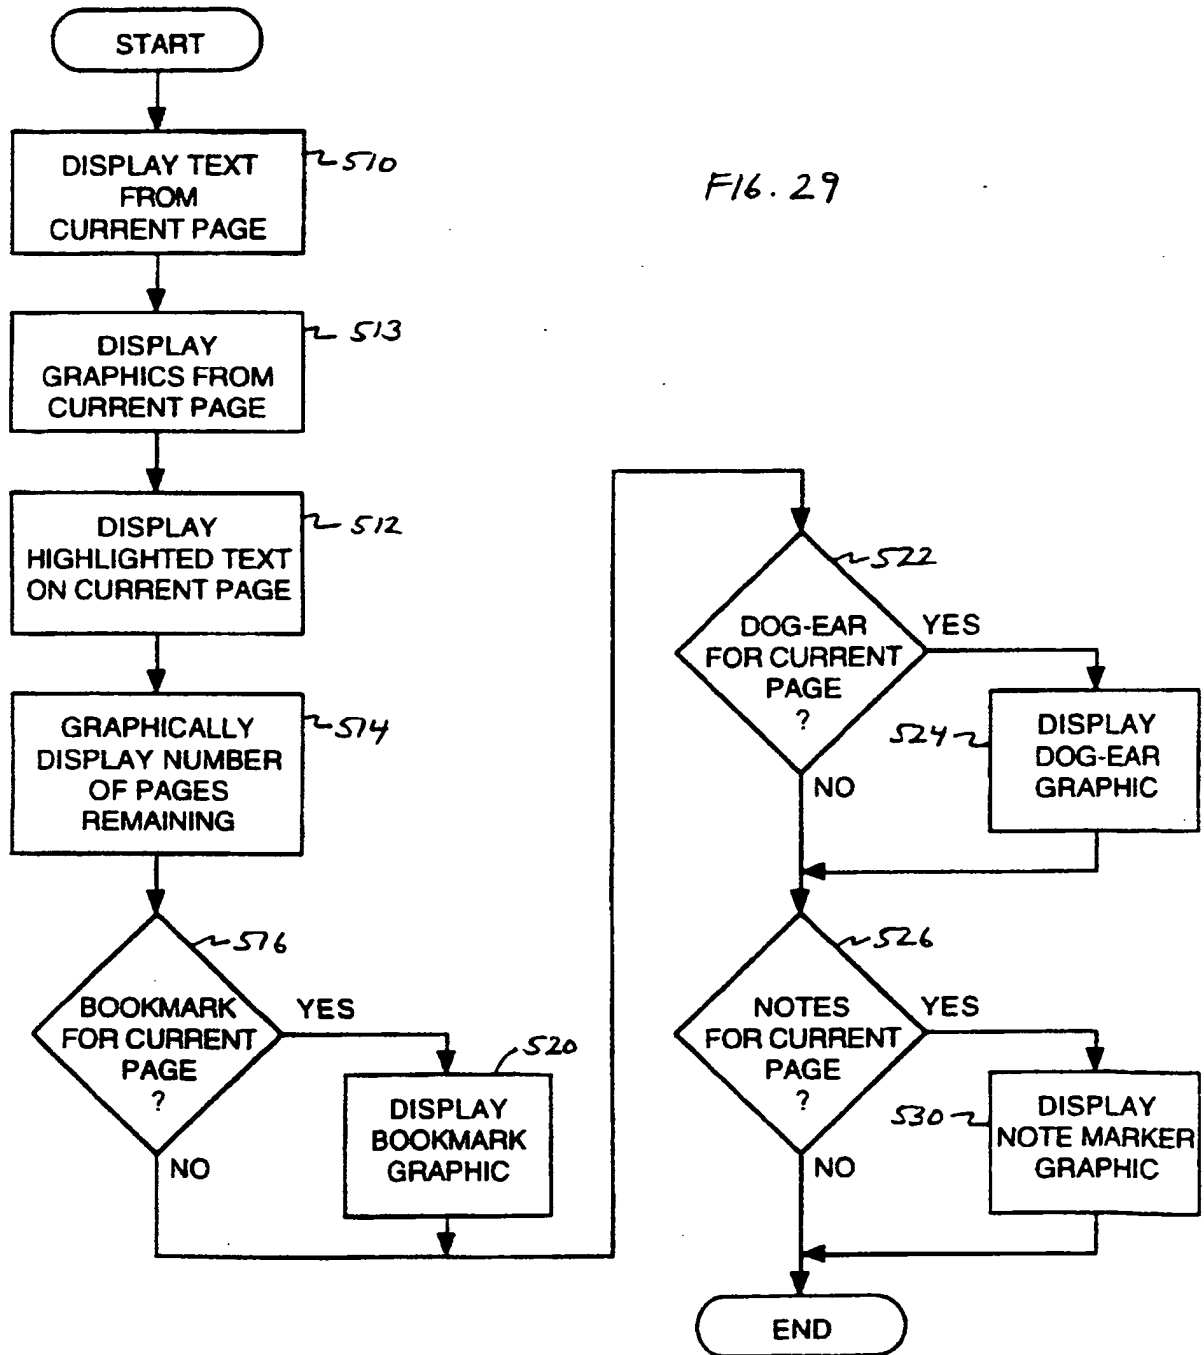 START
DISPLAY TEXT
FROM
CURRENT PAGE
510
FIG. 29
DISPLAY
GRAPHICS FROM
CURRENT PAGE
513
DISPLAY
HIGHLIGHTED TEXT
ON CURRENT PAGE
512
GRAPHICALLY
DISPLAY NUMBER
OF PAGES
REMAINING
514
516
BOOKMARK
FOR CURRENT
PAGE
?
YES
NO
520
DISPLAY
BOOKMARK
GRAPHIC
522
DOG-EAR
FOR CURRENT
PAGE
?
YES
NO
524
DISPLAY
DOG-EAR
GRAPHIC
526
NOTES
FOR CURRENT
PAGE
?
YES
NO
530
DISPLAY
NOTE MARKER
GRAPHIC
END